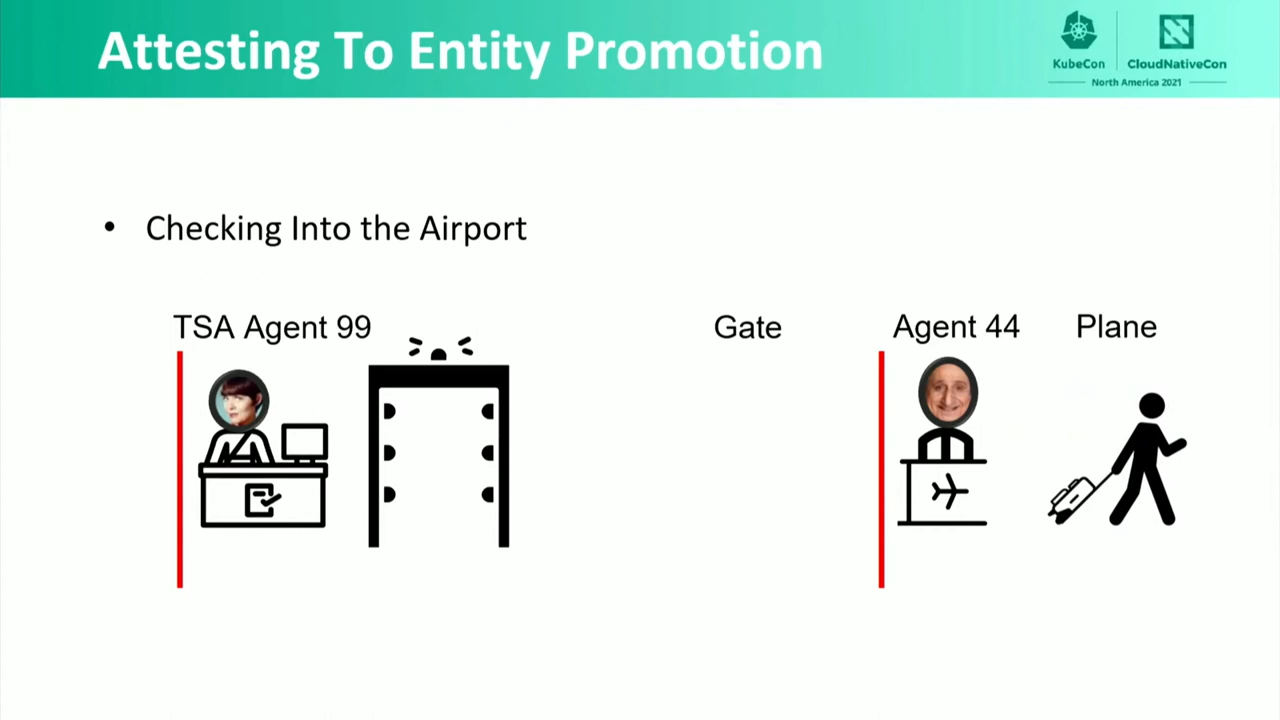 Attesting To Entity Promotion
KubeCon
CloudNativeCon
North America 2021
• Checking Into the Airport
TSA Agent 99
Gate
Agent 44
Plane